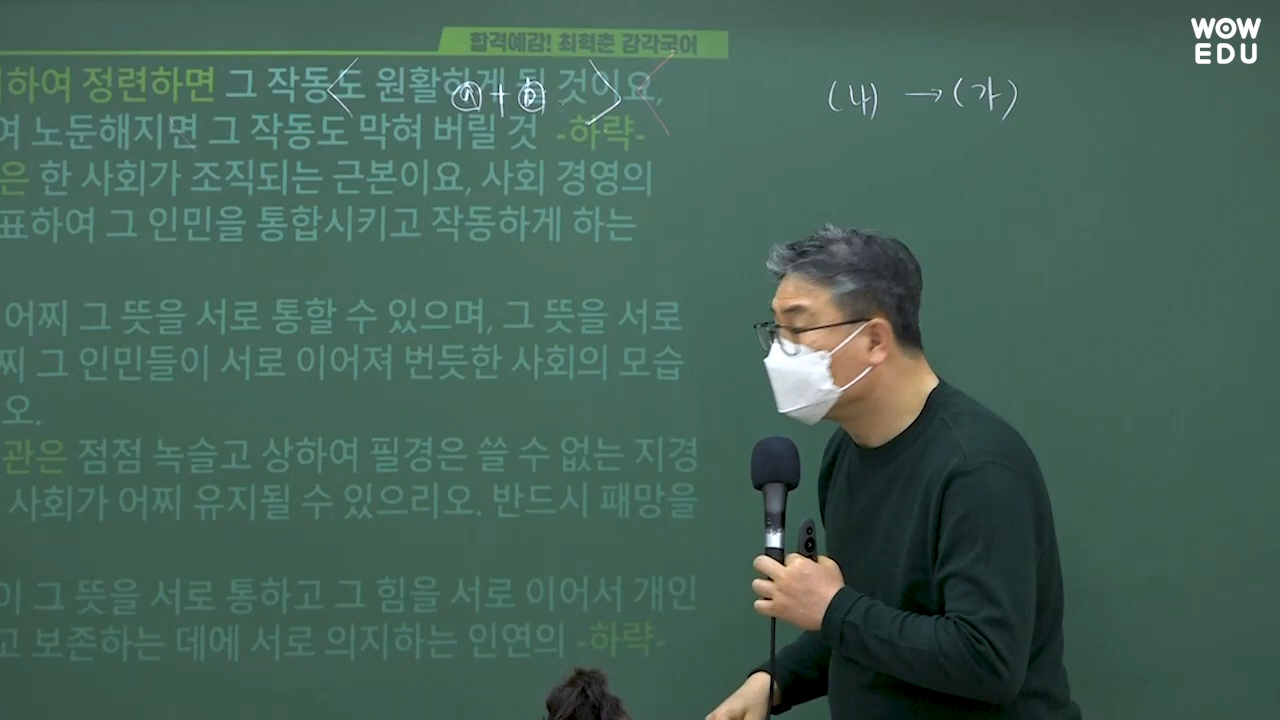 WOW
EDU
합격예감! 최혁춘 감각국어
하여 정련하면 그 작동도 원활하게 될 것이요,
< ⓐ + ⓑ >
(나) → (가)
여 노둔해지면 그 작동도 막혀 버릴 것 -하략-
은 한 사회가 조직되는 근본이요, 사회 경영의
표하여 그 인민을 통합시키고 작동하게 하는
어찌 그 뜻을 서로 통할 수 있으며, 그 뜻을 서로
찌 그 인민들이 서로 이어져 번듯한 사회의 모습
오.
관은 점점 녹슬고 상하여 필경은 쓸 수 없는 지경
사회가 어찌 유지될 수 있으리오. 반드시 패망을
이 그 뜻을 서로 통하고 그 힘을 서로 이어서 개인
고 보존하는 데에 서로 의지하는 인연의 -하략-